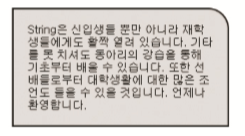 String은 신입생들 뿐만 아니라 재학
생들에게도 활짝 열려 있습니다. 기타
를 못 치셔도 동아리의 강습을 통해
기초부터 배울 수 있습니다. 또한 선
배들로부터 대학생활에 대한 많은 조
언도 들을 수 있을 것입니다. 언제나
환영합니다.